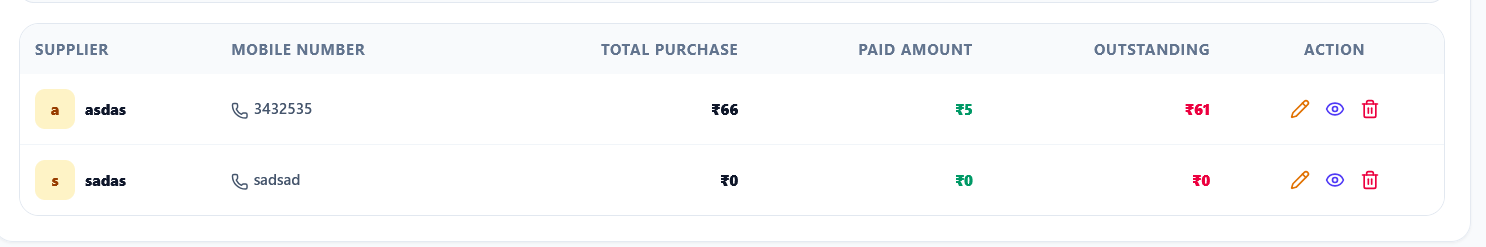 SUPPLIER MOBILE NUMBER TOTAL PURCHASE PAID AMOUNT OUTSTANDING ACTION
a asdas 3432535 ₹66 ₹5 ₹61
s sadas sadsad ₹0 ₹0 ₹0